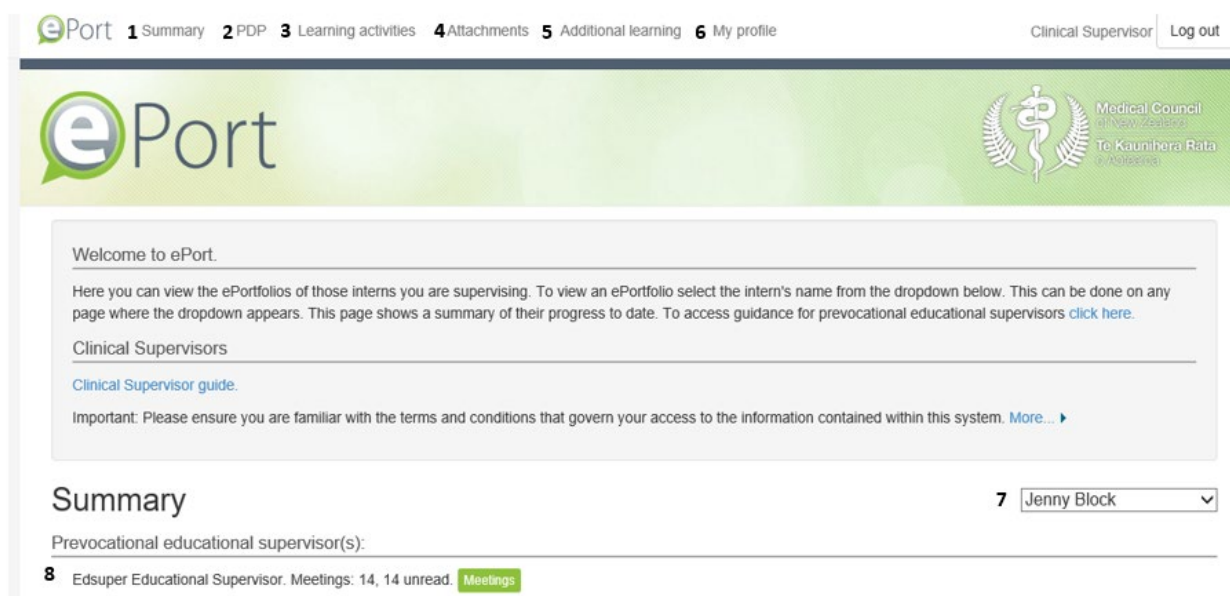 ePort 1 Summary 2 PDP 3 Learning activities 4 Attachments 5 Additional learning 6 My profile Clinical Supervisor Log out
ePort
Medical Council
of New Zealand
Te Kaunihera Rata
o Aotearoa
Welcome to ePort.
Here you can view the ePortfolios of those interns you are supervising. To view an ePortfolio select the intern's name from the dropdown below. This can be done on any
page where the dropdown appears. This page shows a summary of their progress to date. To access guidance for prevocational educational supervisors click here.
Clinical Supervisors
Clinical Supervisor guide.
Important: Please ensure you are familiar with the terms and conditions that govern your access to the information contained within this system. More...
Summary
7 Jenny Block
Prevocational educational supervisor(s):
8 Edsuper Educational Supervisor. Meetings: 14, 14 unread. Meetings